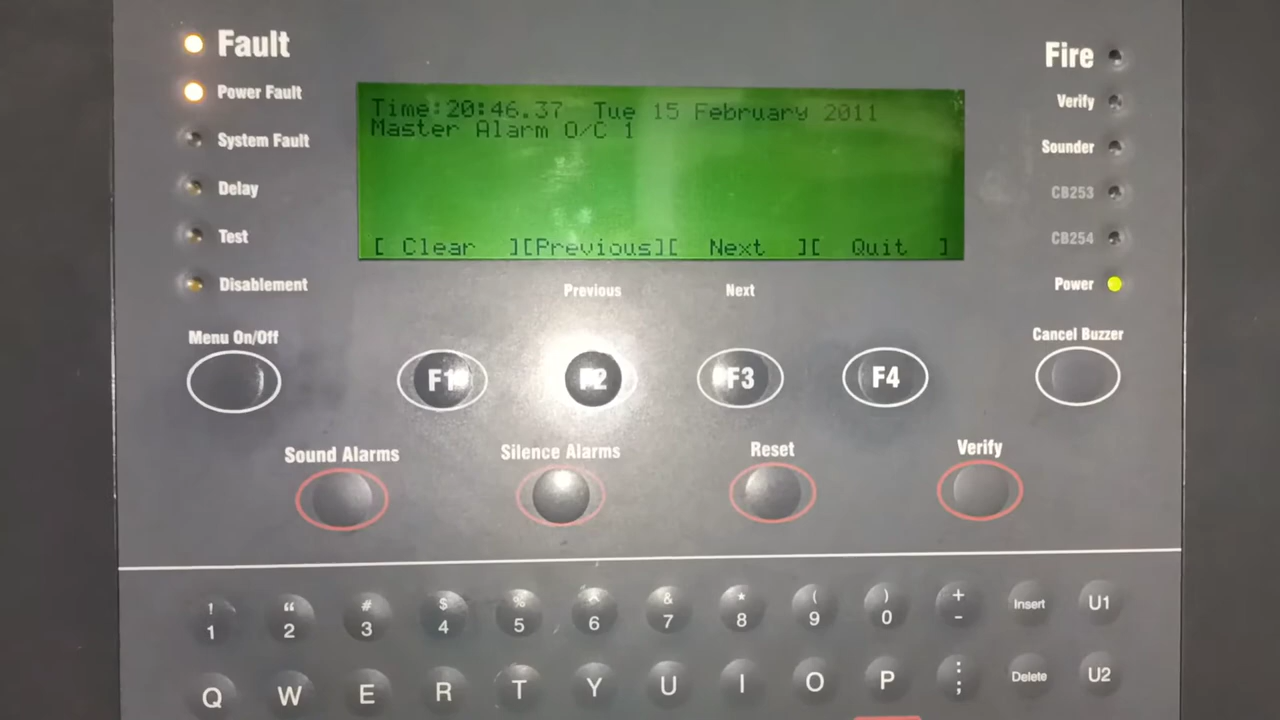 Fault
Power Fault
System Fault
Delay
Test
Disablement
Time:20:46.37 Tue 15 February 2011
Master Alarm O/C 1
[ Clear ][Previous][ Next ][ Quit ]
Fire
Verify
Sounder
CB253
CB254
Power
Previous Next
Menu On/Off
Cancel Buzzer
F1 F2 F3 F4
Sound Alarms Silence Alarms Reset Verify
! “ # $ % ^ & * ( ) +
1 2 3 4 5 6 7 8 9 0 - Insert U1
Q W E R T Y U I O P : ; Delete U2